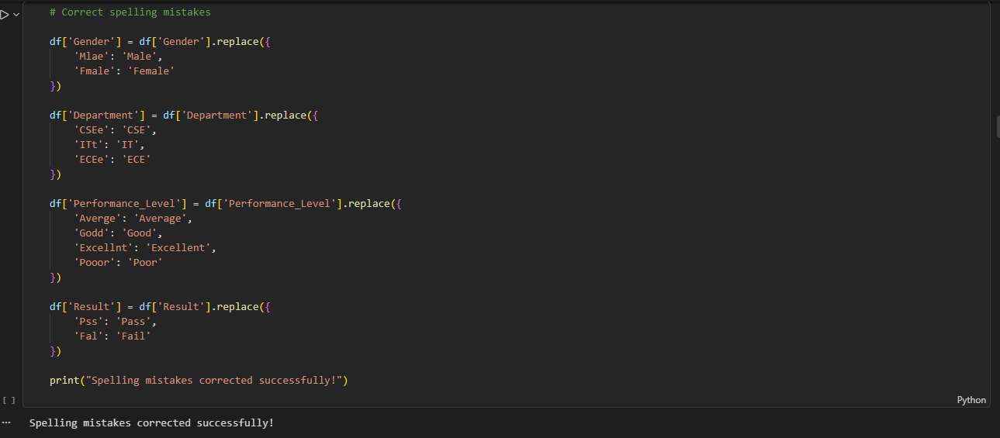 # Correct spelling mistakes
df['Gender'] = df['Gender'].replace({
    'Mlae': 'Male',
    'Fmale': 'Female'
})
df['Department'] = df['Department'].replace({
    'CSEe': 'CSE',
    'ITt': 'IT',
    'ECEe': 'ECE'
})
df['Performance_Level'] = df['Performance_Level'].replace({
    'Averge': 'Average',
    'Godd': 'Good',
    'Excellnt': 'Excellent',
    'Pooor': 'Poor'
})
df['Result'] = df['Result'].replace({
    'Pss': 'Pass',
    'Fal': 'Fail'
})
print("Spelling mistakes corrected successfully!")
[ ]
Python
... Spelling mistakes corrected successfully!